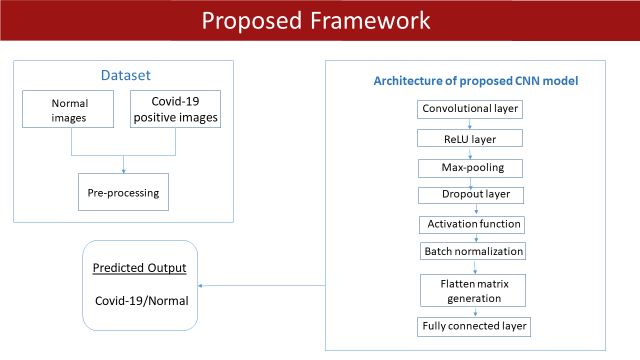 Proposed Framework
Dataset
Normal
images
Covid-19
positive images
Pre-processing
Predicted Output
Covid-19/Normal
Architecture of proposed CNN model
Convolutional layer
ReLU layer
Max-pooling
Dropout layer
Activation function
Batch normalization
Flatten matrix
generation
Fully connected layer